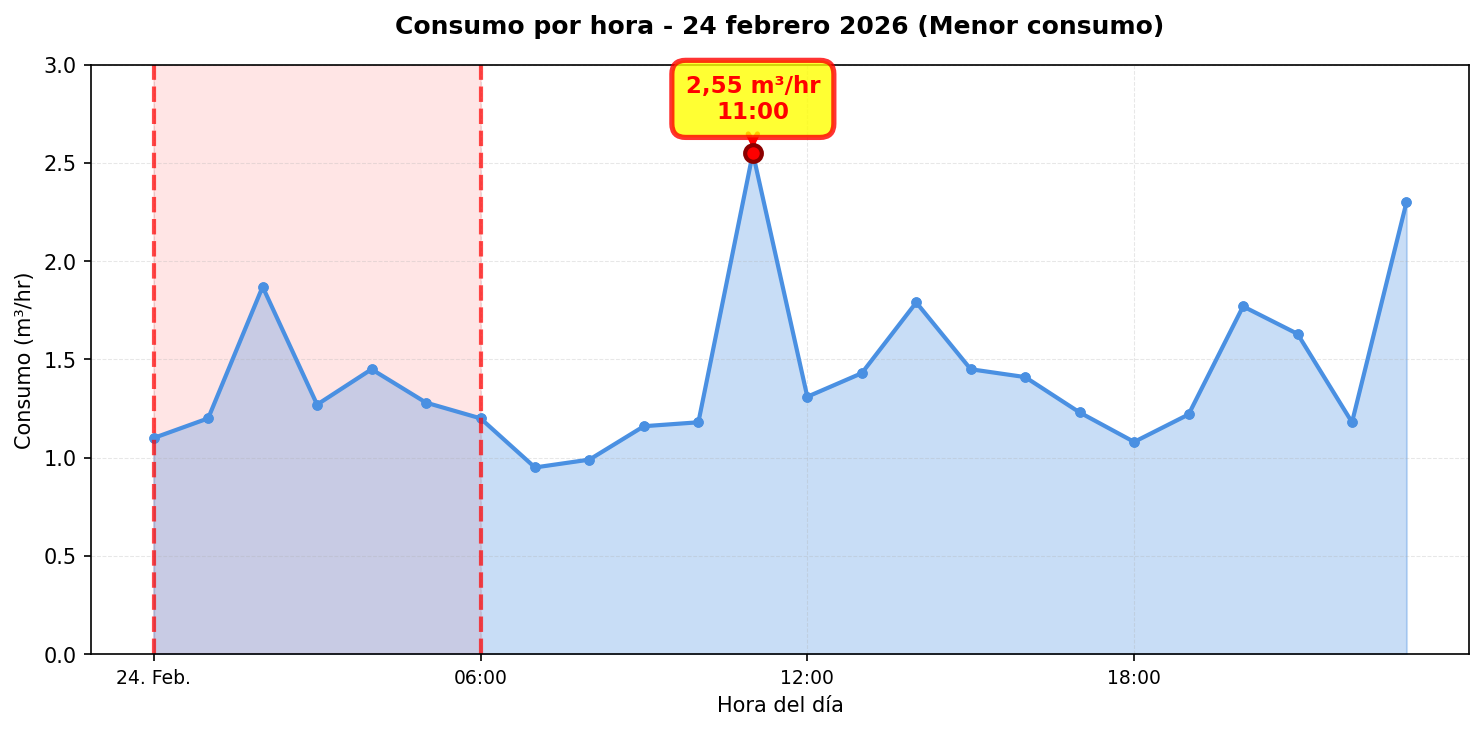 Consumo por hora - 24 febrero 2026 (Menor consumo)
2,55 m³/hr
11:00
Consumo (m³/hr)
3.0
2.5
2.0
1.5
1.0
0.5
0.0
24. Feb.
06:00
12:00
18:00
Hora del día